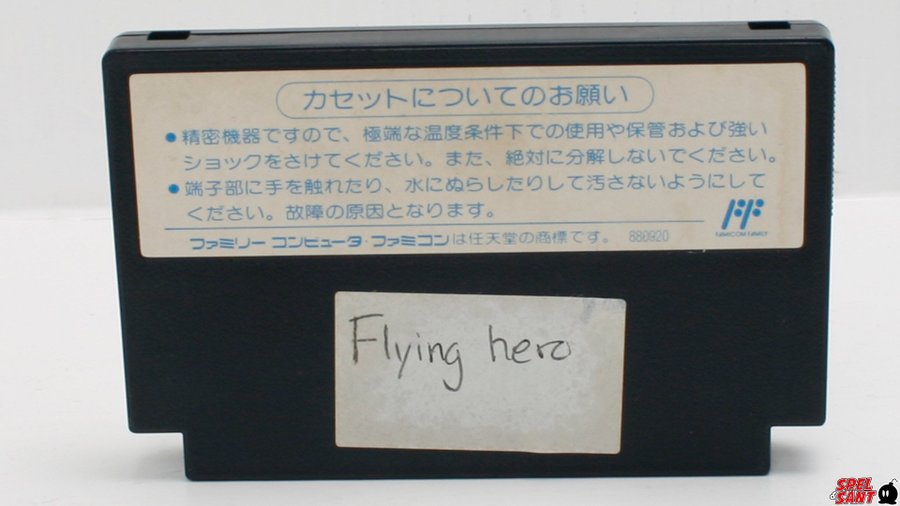 カセットについてのお願い
●精密機器ですので、極端な温度条件下での使用や保管および強い
ショックをさけてください。また、絶対に分解しないでください。
●端子部に手を触れたり、水にぬらしたりして汚さないようにして
ください。故障の原因となります。
FAMICOM FAMILY
ファミリーコンピュータ・ファミコンは任天堂の商標です。 880920
Flying hero
SPEL
SANT